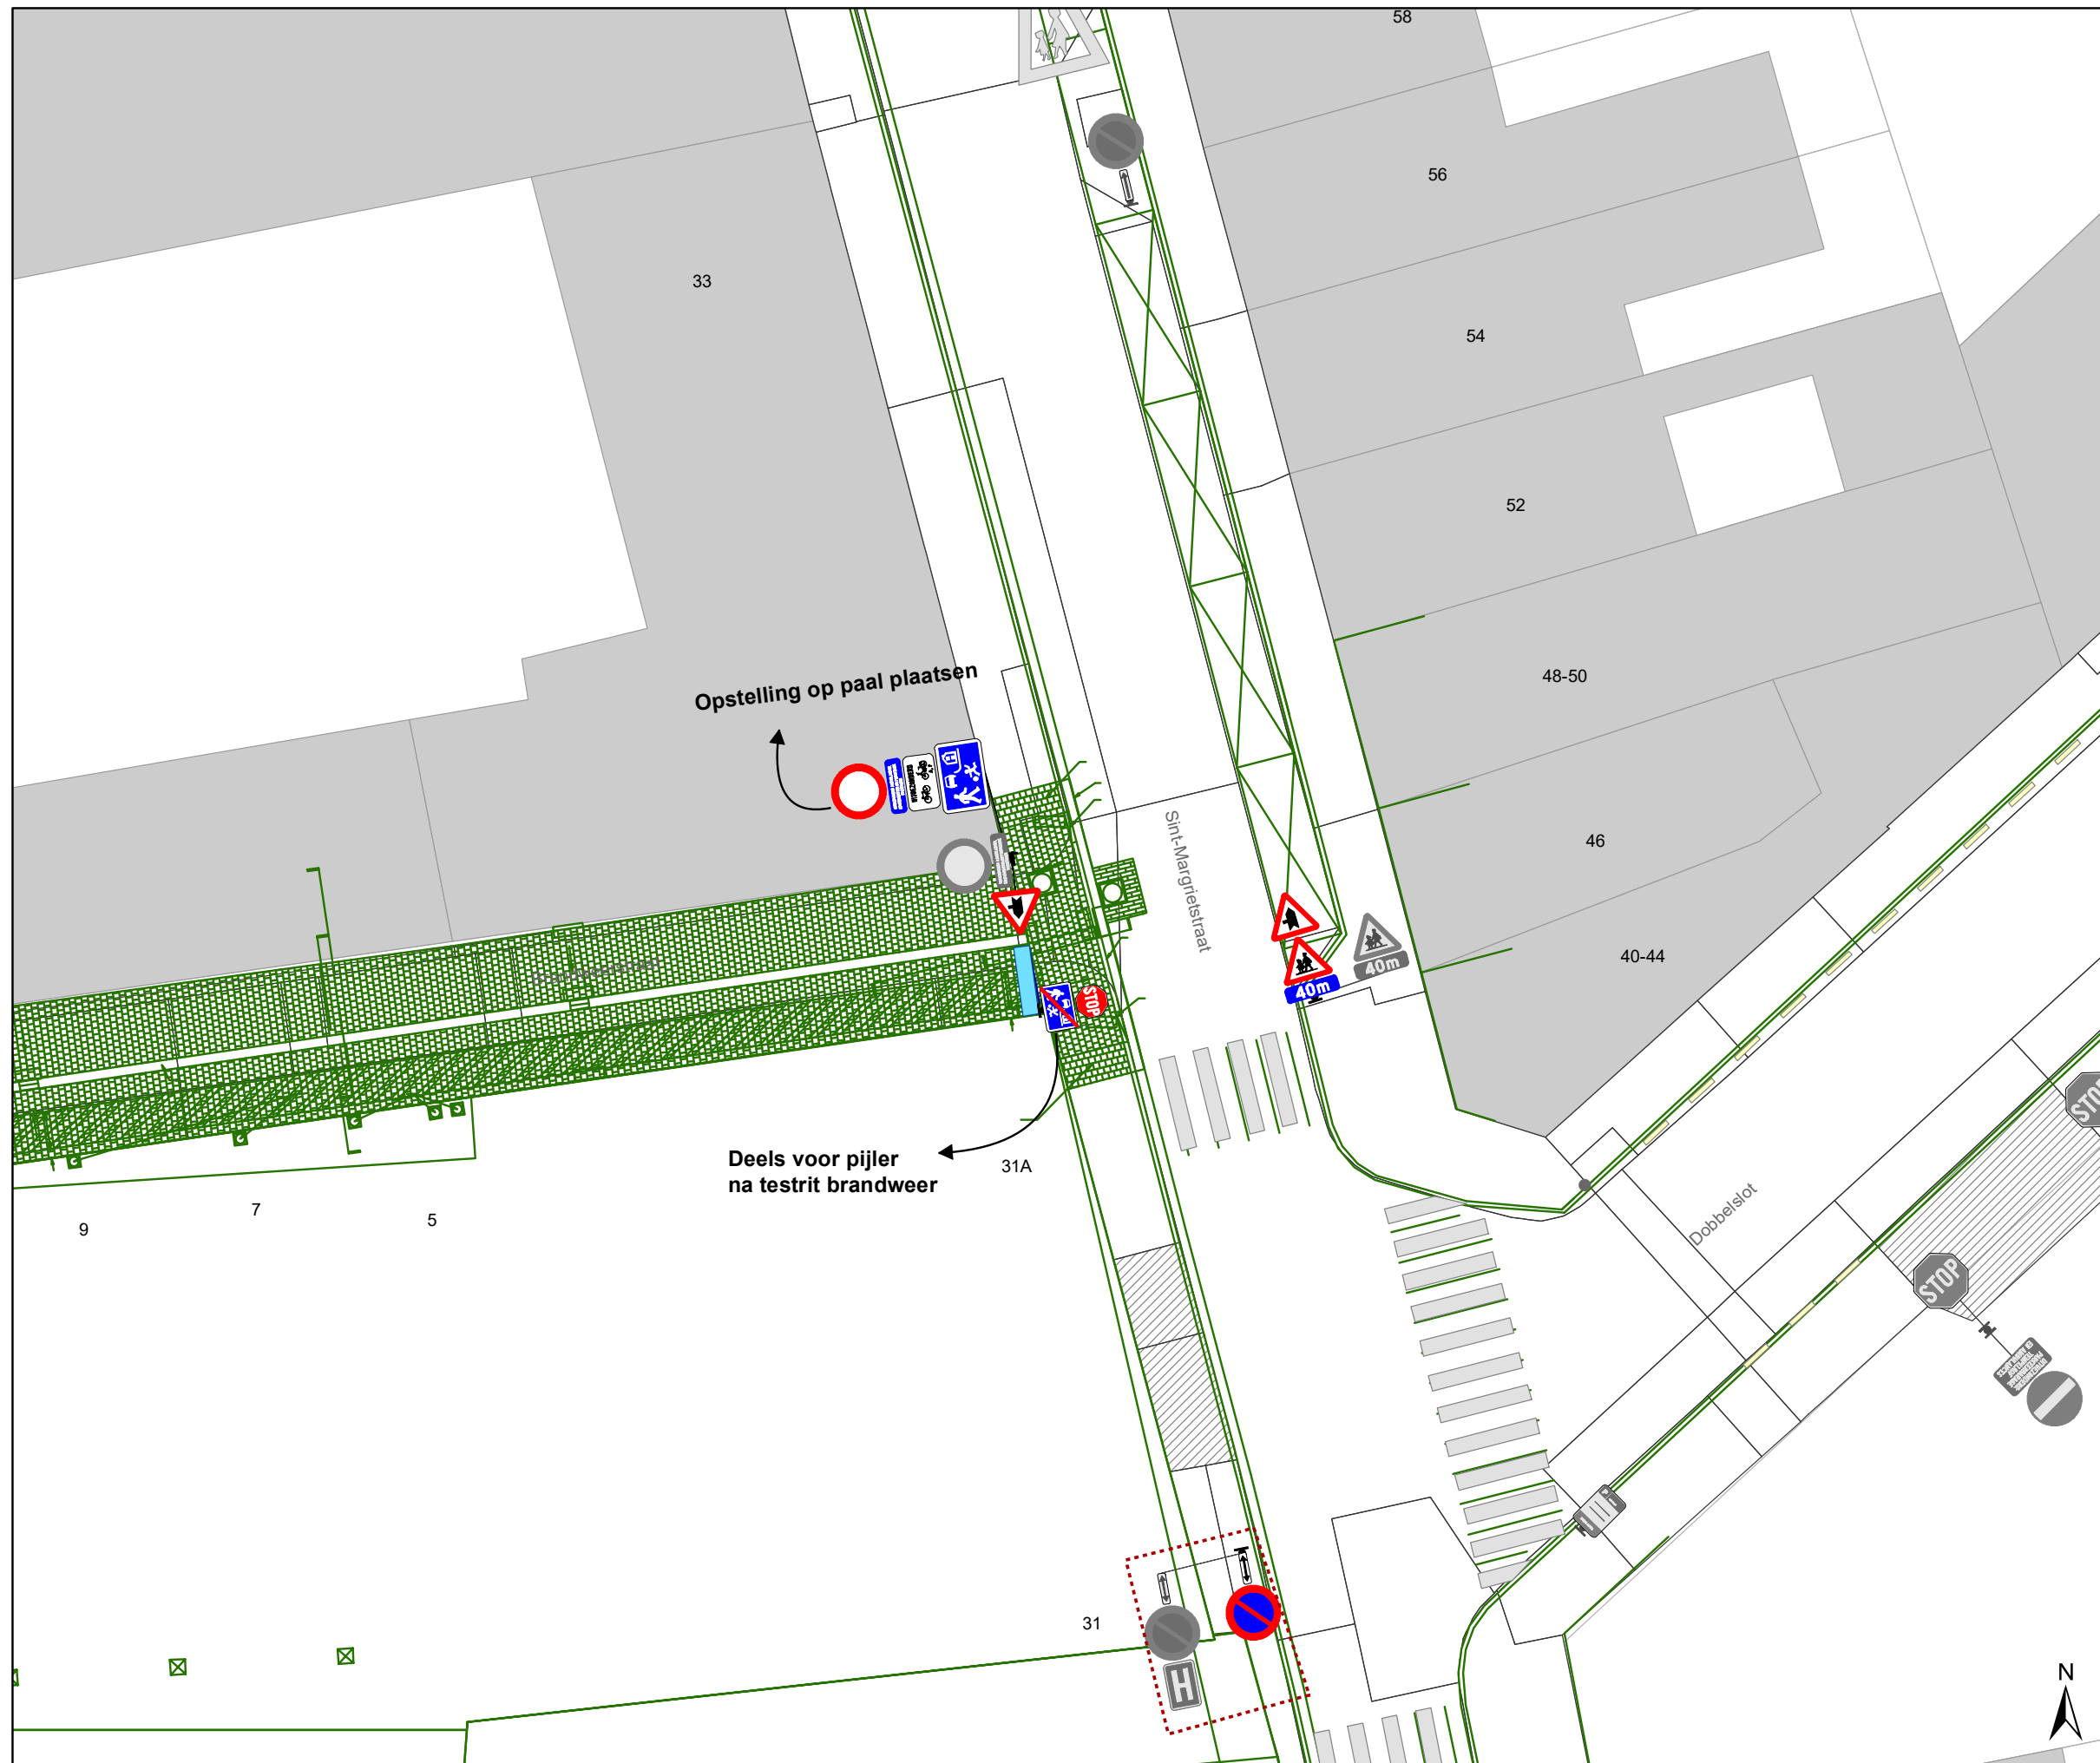 58
56
33
54
52
48-50
Opstelling op paal plaatsen
46
Sint-Margrietstraat
40-44
40m
40m
STOP
STOP
Deels voor pijler
na testrit brandweer
31A
Dobbelslot
7
5
9
STOP
31
H
N